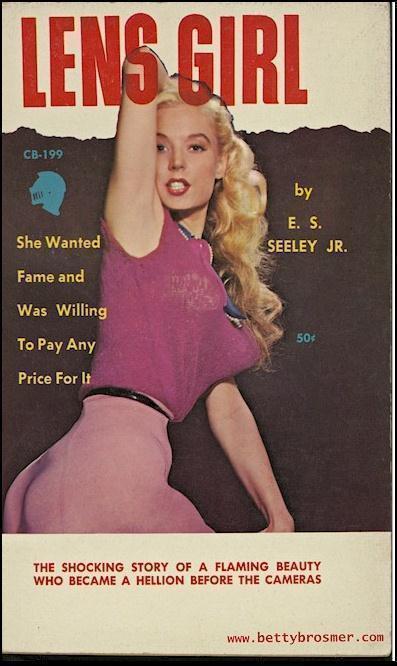 LENS GIRL
CB-199
by
E. S.
SEELEY JR.
She Wanted
Fame and
Was Willing
To Pay Any
Price For It
50¢
THE SHOCKING STORY OF A FLAMING BEAUTY
WHO BECAME A HELLION BEFORE THE CAMERAS
www.bettybrosmer.com